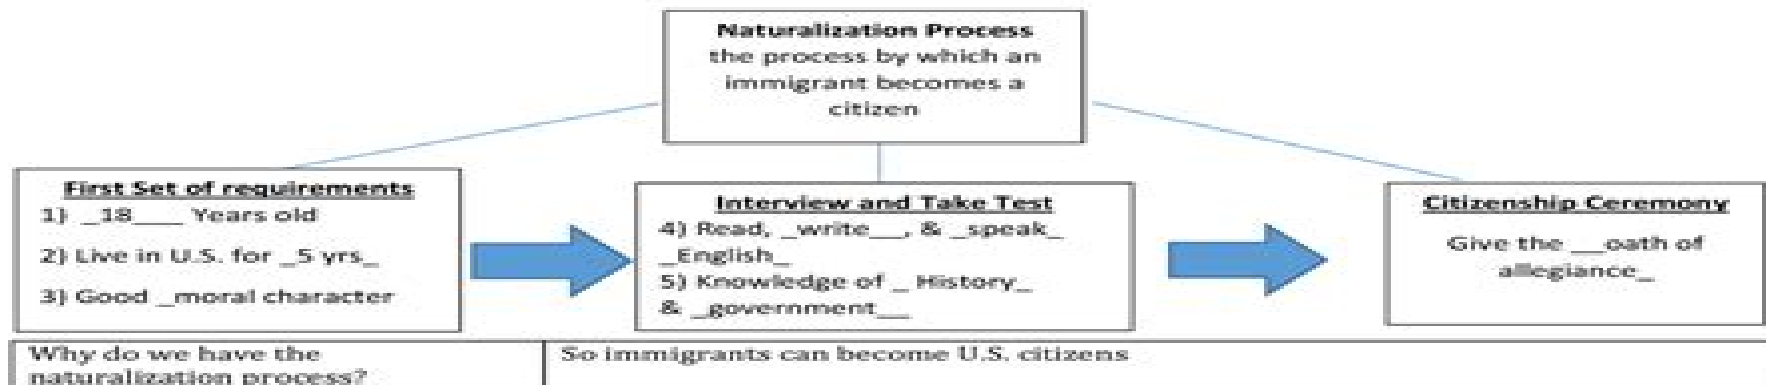 Naturalization Process
the process by which an
immigrant becomes a
citizen
First Set of requirements
1) _18___ Years old
2) Live in U.S. for _5 yrs_
3) Good _moral character
Interview and Take Test
4) Read, _write__, & _speak_
_English_
5) Knowledge of _ History_
& _government__
Citizenship Ceremony
Give the __oath of
allegiance_
Why do we have the
naturalization process?
So immigrants can become U.S. citizens